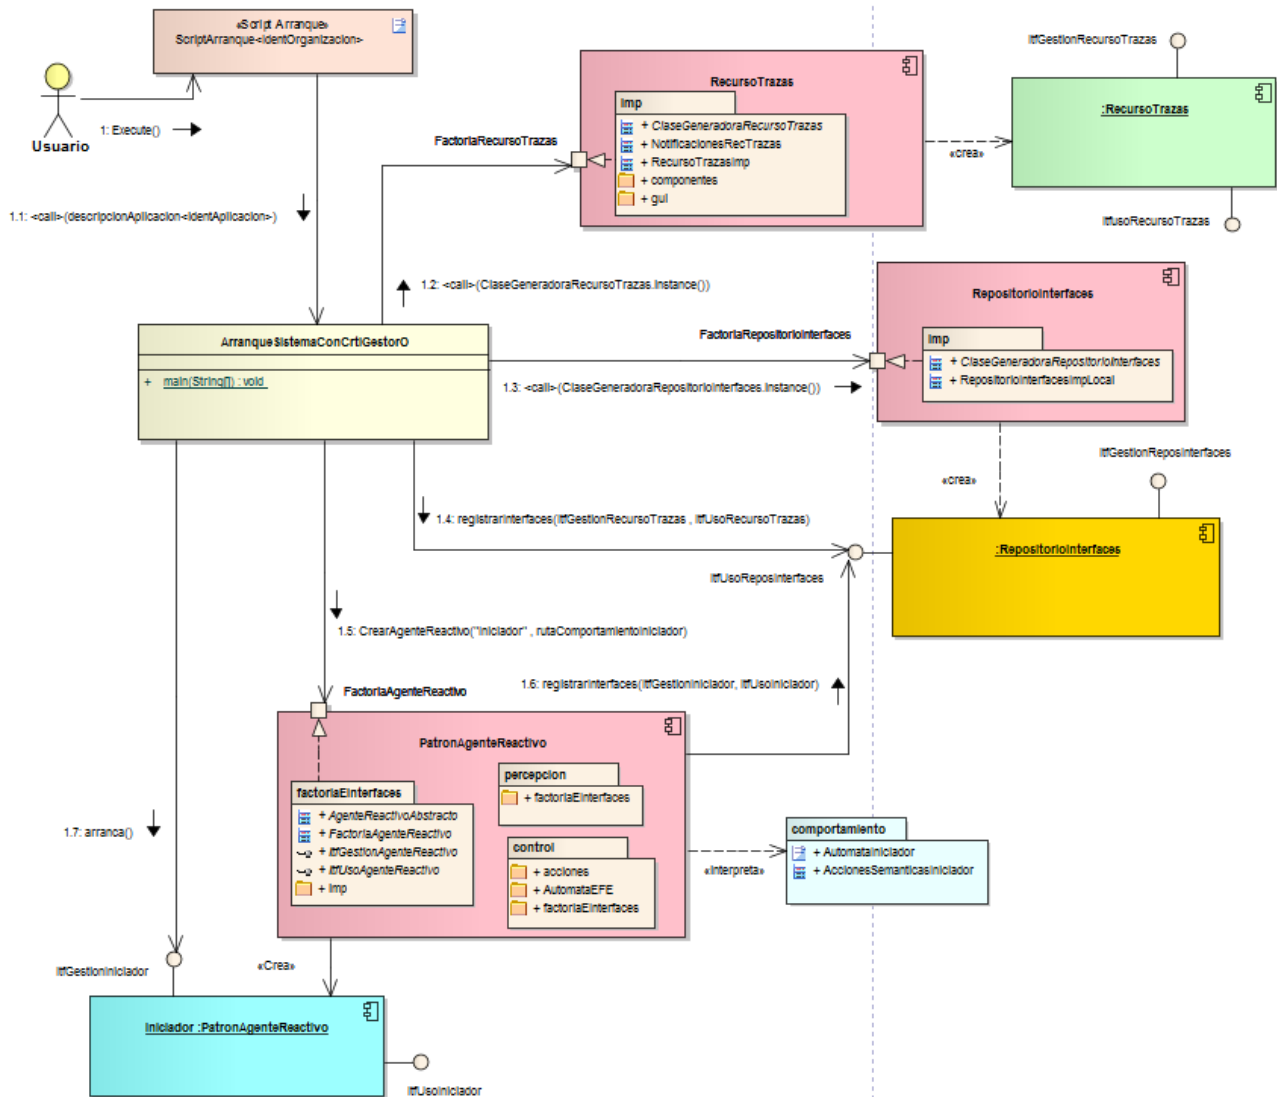 «Script Arranque»
ScriptArranque<identOrganizacion>
Usuario
1: Execute()
1.1: <call>(descripcionAplicacion<identAplicacion>)
FactoriaRecursoTrazas
RecursoTrazas
imp
+ ClaseGeneradoraRecursoTrazas
+ NotificacionesRecTrazas
+ RecursoTrazasImp
+ componentes
+ gui
«crea»
ItfGestionRecursoTrazas
:RecursoTrazas
ItfusoRecursoTrazas
1.2: <call>(ClaseGeneradoraRecursoTrazas.instance())
ArranqueSistemaConCrtlGestorO
+ main(String[]) : void
FactoriaRepositorioInterfaces
1.3: <call>(ClaseGeneradoraRepositorioInterfaces.instance())
RepositorioInterfaces
imp
+ ClaseGeneradoraRepositorioInterfaces
+ RepositorioInterfacesImpLocal
«crea»
ItfGestionReposInterfaces
:RepositorioInterfaces
1.4: registrarInterfaces(ItfGestionRecursoTrazas , ItfUsoRecursoTrazas)
ItfUsoReposInterfaces
1.5: CrearAgenteReactivo("iniciador" , rutaComportamientoIniciador)
1.6: registrarInterfaces(ItfGestionIniciador, ItfUsoIniciador)
FactoriaAgenteReactivo
PatronAgenteReactivo
factoriaEInterfaces
+ AgenteReactivoAbstracto
+ FactoriaAgenteReactivo
+ ItfGestionAgenteReactivo
+ ItfUsoAgenteReactivo
+ imp
percepcion
+ factoriaEInterfaces
control
+ acciones
+ AutomataEFE
+ factoriaEInterfaces
«interpreta»
comportamiento
+ AutomataIniciador
+ AccionesSemanticasIniciador
1.7: arranca()
«Crea»
ItfGestionIniciador
Iniciador :PatronAgenteReactivo
ItfUsoIniciador